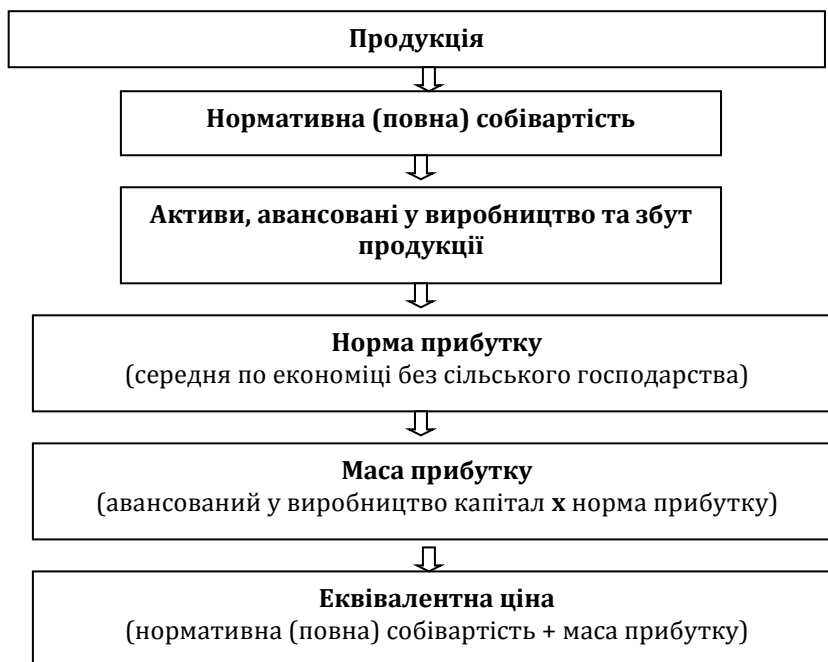 Продукція
Нормативна (повна) собівартість
Активи, авансовані у виробництво та збут
продукції
Норма прибутку
(середня по економіці без сільського господарства)
Маса прибутку
(авансований у виробництво капітал х норма прибутку)
Еквівалентна ціна
(нормативна (повна) собівартість + маса прибутку)